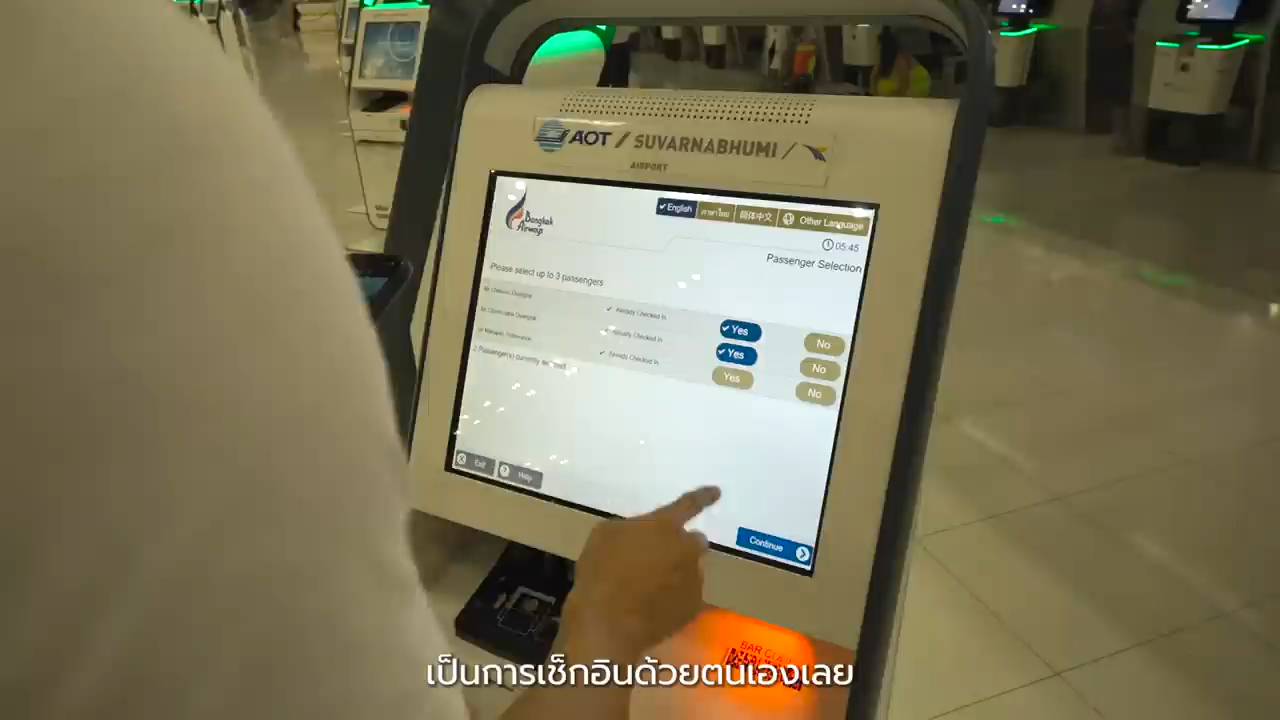 AOT / SUVARNABHUMI /
AIRPORT
Bangkok
Airways
English ภาษาไทย 简体中文 Other Language
05:45
Passenger Selection
Please select up to 3 passengers
Already Checked In Yes No
Already Checked In Yes No
Already Checked In Yes No
Passenger(s) currently
Exit Help
Continue
BAR
เป็นการเช็กอินด้วยตนเองเลย